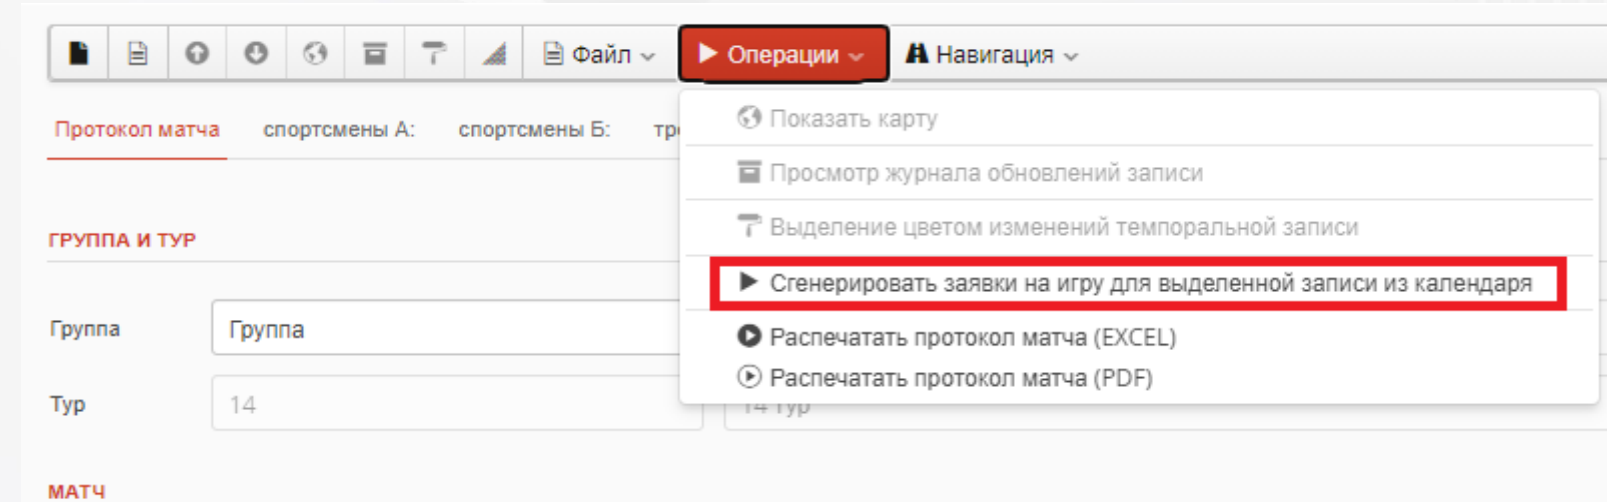 Файл Операции Навигация
Протокол матча спортсмены А: спортсмены Б:
Показать карту
Просмотр журнала обновлений записи
Выделение цветом изменений темпоральной записи
Сгенерировать заявки на игру для выделенной записи из календаря
Распечатать протокол матча (EXCEL)
Распечатать протокол матча (PDF)
ГРУППА И ТУР
Группа Группа
Тур 14 14 тур
МАТЧ